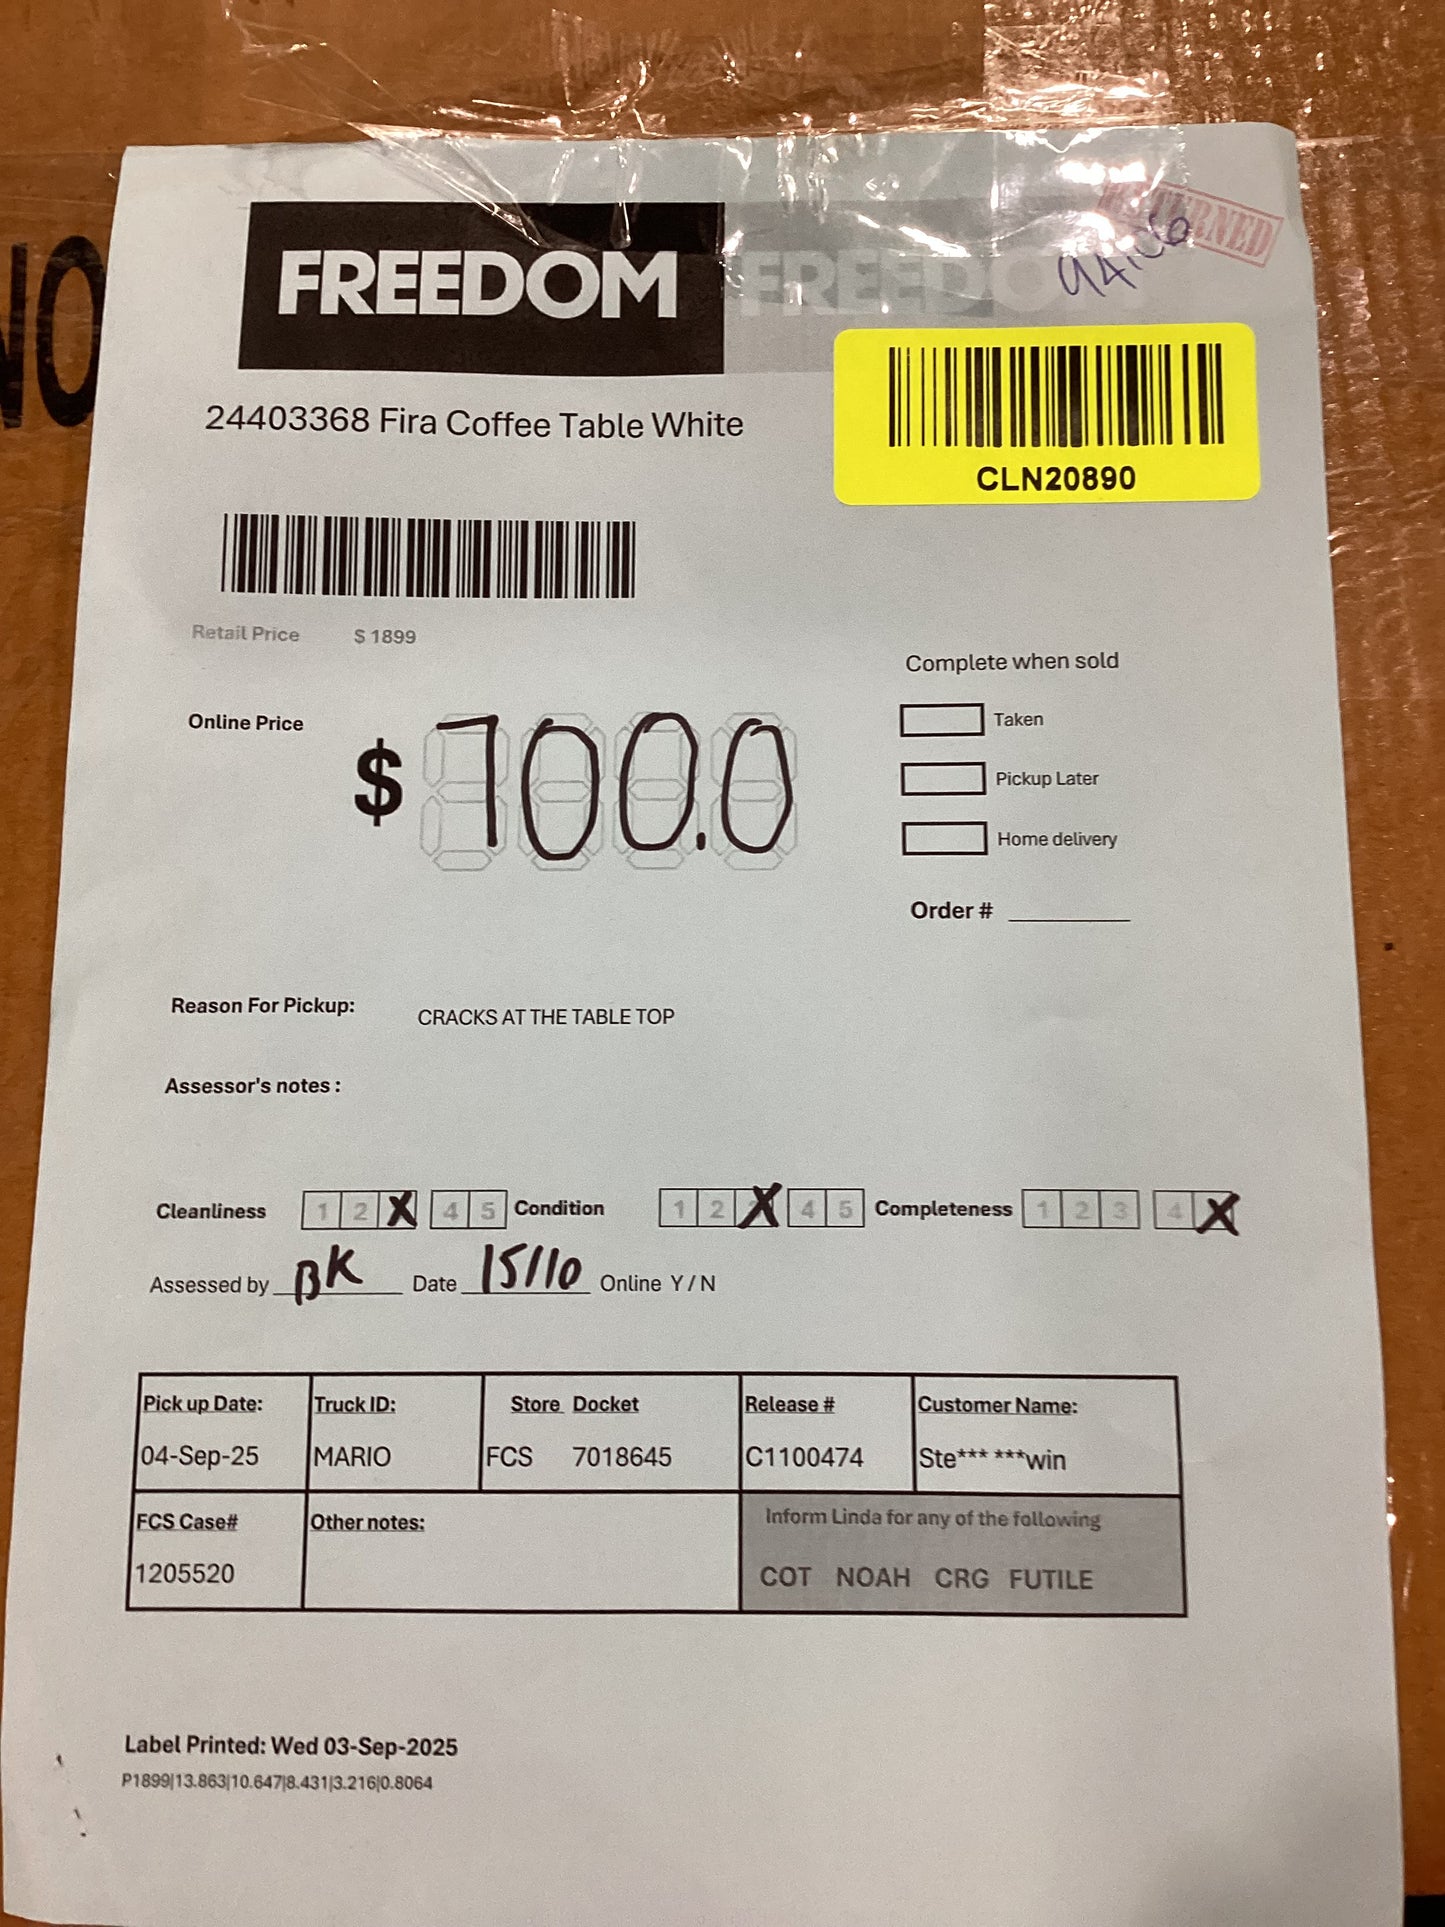 NO
FREEDOM
FREEDOM
24403368 Fira Coffee Table White
CLN20890
Retail Price $ 1899
Complete when sold
Online Price $ 700.0
Taken
Pickup Later
Home delivery
Order #
Reason For Pickup: CRACKS AT THE TABLE TOP
Assessor's notes :
Cleanliness 1 2 X 4 5 Condition 1 2 X 4 5 Completeness 1 2 3 4 X
Assessed by BK Date 15/10 Online Y / N
Pick up Date: Truck ID: Store Docket Release # Customer Name:
04-Sep-25 MARIO FCS 7018645 C1100474 Ste*** ***win
FCS Case# Other notes: Inform Linda for any of the following
1205520 COT NOAH CRG FUTILE
Label Printed: Wed 03-Sep-2025
P1899|13.863|10.647|8.431|3.216|0.8064